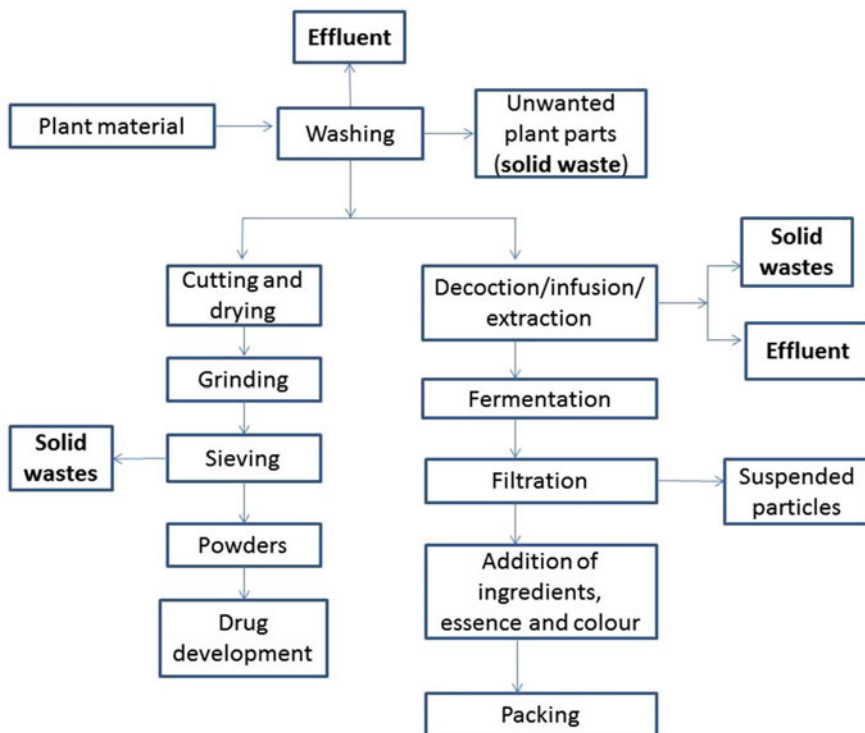 Effluent
Plant material
Washing
Unwanted
plant parts
(solid waste)
Cutting and
drying
Decoction/infusion/
extraction
Solid
wastes
Effluent
Grinding
Fermentation
Solid
wastes
Sieving
Filtration
Suspended
particles
Powders
Addition of
ingredients,
essence and colour
Drug
development
Packing